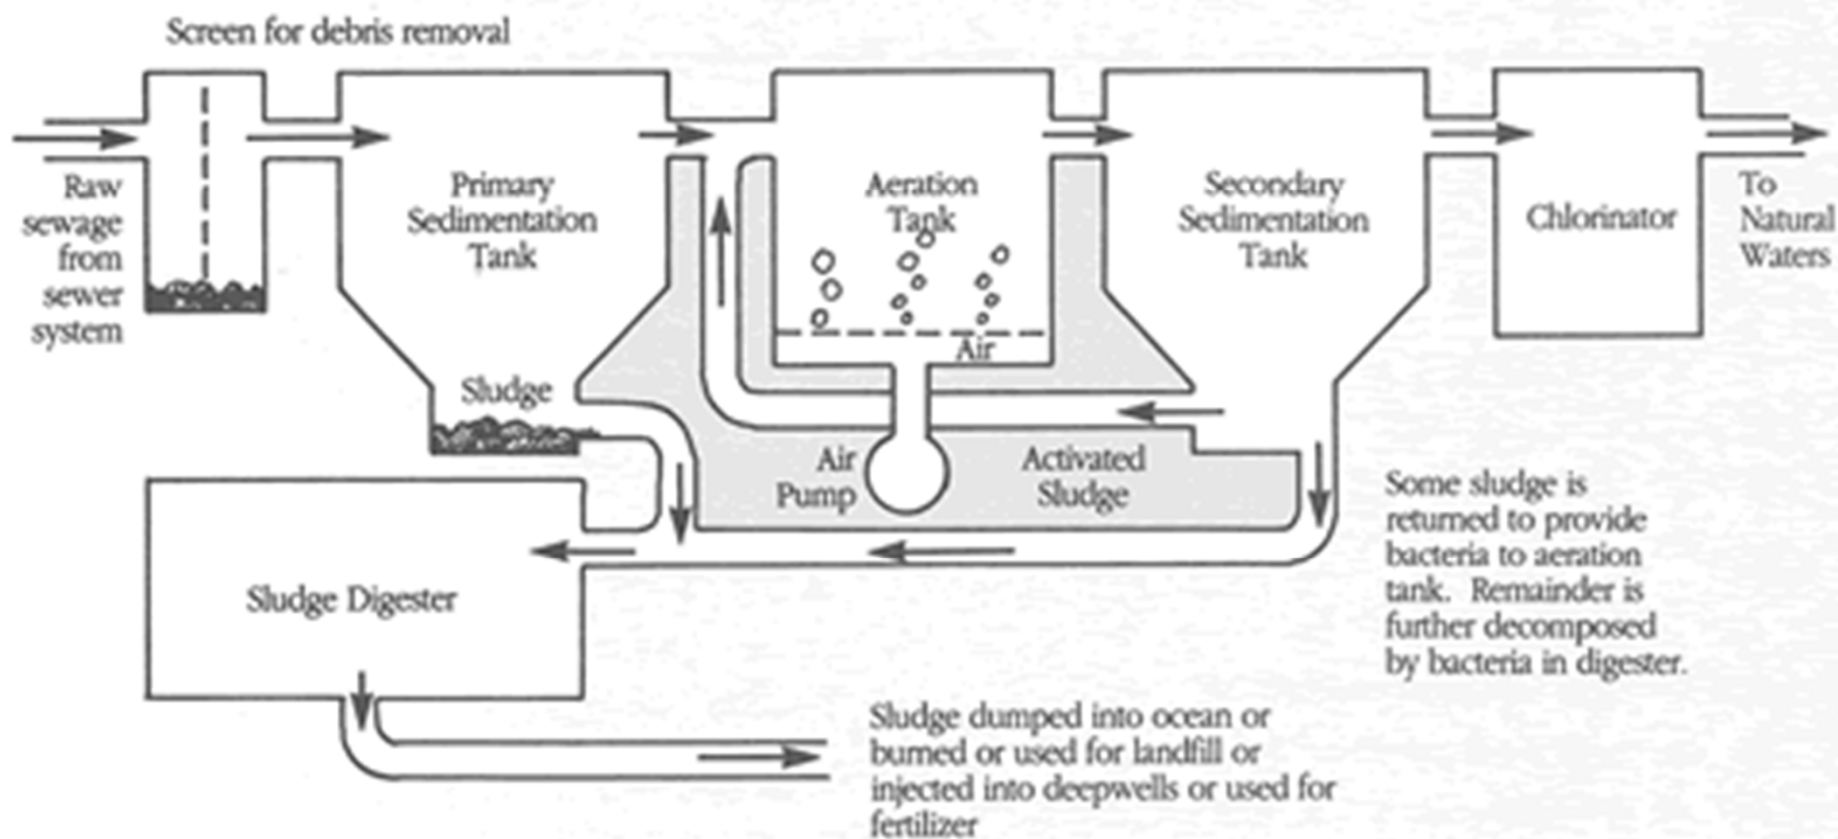 Screen for debris removal
Raw
sewage
from
sewer
system
Primary
Sedimentation
Tank
Aeration
Tank
Secondary
Sedimentation
Tank
Chlorinator
To
Natural
Waters
Air
Sludge
Air
Pump
Activated
Sludge
Some sludge is
returned to provide
bacteria to aeration
tank. Remainder is
further decomposed
by bacteria in digester.
Sludge Digester
Sludge dumped into ocean or
burned or used for landfill or
injected into deepwells or used for
fertilizer